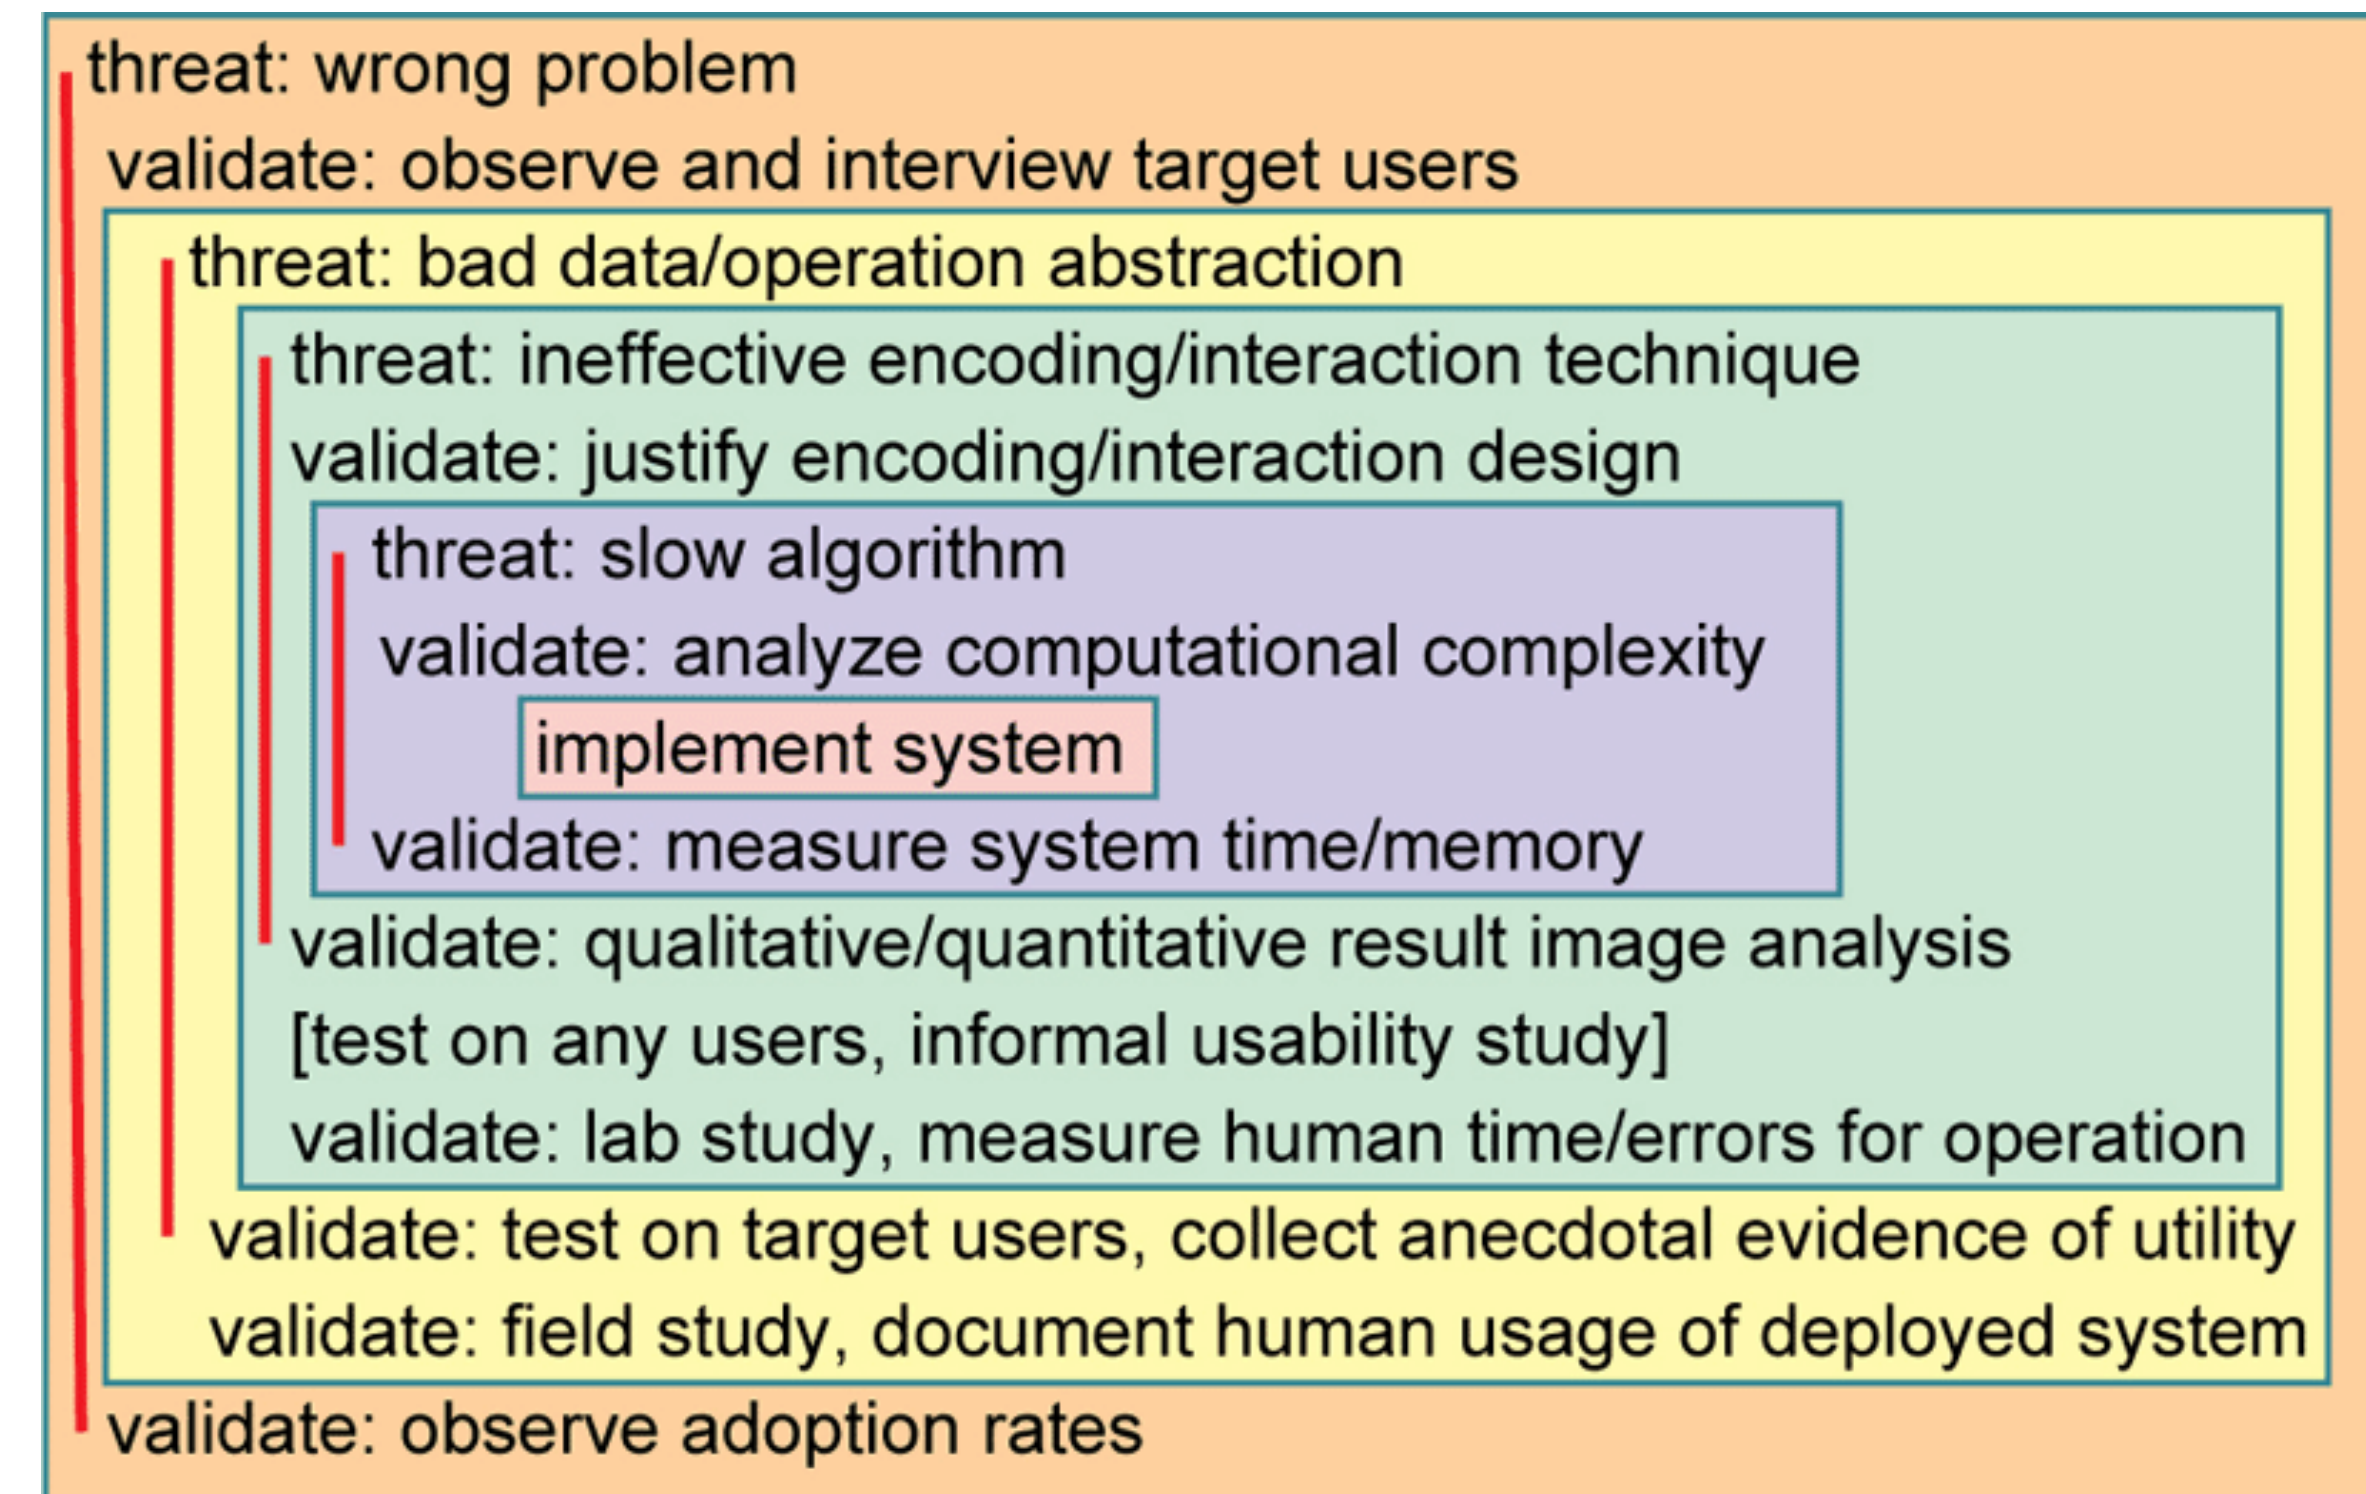 threat: wrong problem
validate: observe and interview target users
threat: bad data/operation abstraction
threat: ineffective encoding/interaction technique
validate: justify encoding/interaction design
threat: slow algorithm
validate: analyze computational complexity
implement system
validate: measure system time/memory
validate: qualitative/quantitative result image analysis
[test on any users, informal usability study]
validate: lab study, measure human time/errors for operation
validate: test on target users, collect anecdotal evidence of utility
validate: field study, document human usage of deployed system
validate: observe adoption rates